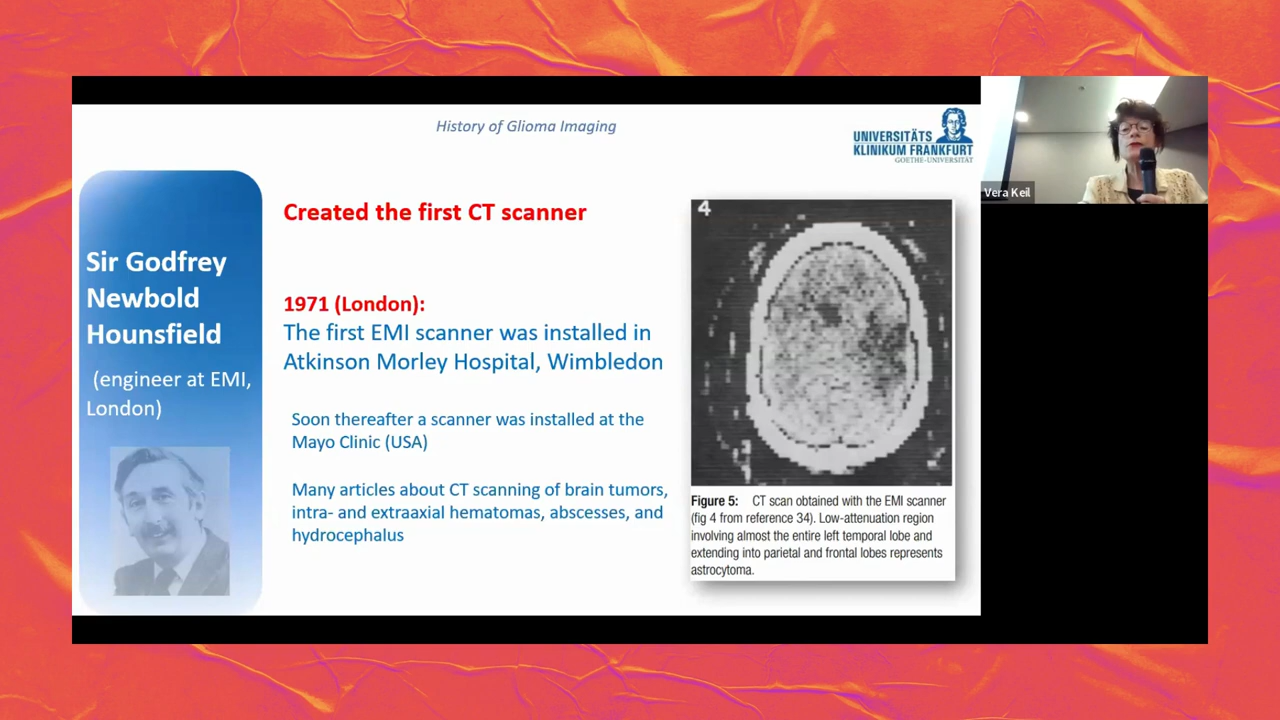 History of Glioma Imaging
UNIVERSITÄTS
KLINIKUM FRANKFURT
GOETHE-UNIVERSITÄT
Vera Keil
Sir Godfrey
Newbold
Hounsfield
(engineer at EMI,
London)
Created the first CT scanner
1971 (London):
The first EMI scanner was installed in
Atkinson Morley Hospital, Wimbledon
Soon thereafter a scanner was installed at the
Mayo Clinic (USA)
Many articles about CT scanning of brain tumors,
intra- and extraaxial hematomas, abscesses, and
hydrocephalus
4
Figure 5: CT scan obtained with the EMI scanner
(fig 4 from reference 34). Low-attenuation region
involving almost the entire left temporal lobe and
extending into parietal and frontal lobes represents
astrocytoma.